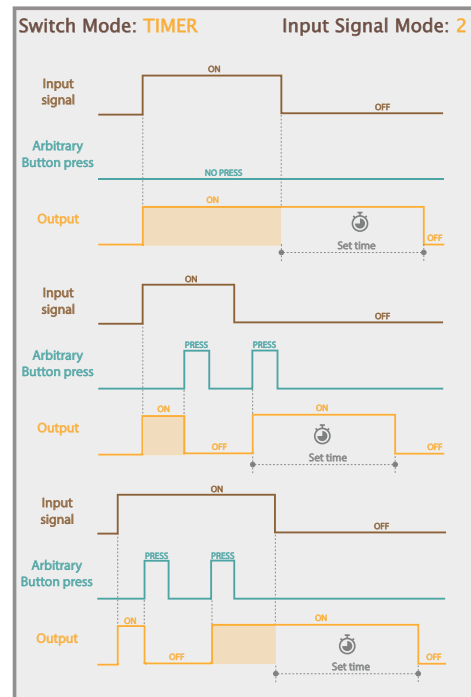 Switch Mode: TIMER Input Signal Mode: 2
ON
Input
signal
OFF
Arbitrary
Button press
NO PRESS
ON
Output
Set time
OFF
ON
Input
signal
OFF
PRESS PRESS
Arbitrary
Button press
ON ON
Output
OFF OFF
Set time
ON
Input
signal
OFF
PRESS PRESS
Arbitrary
Button press
ON ON
Output
OFF OFF
Set time